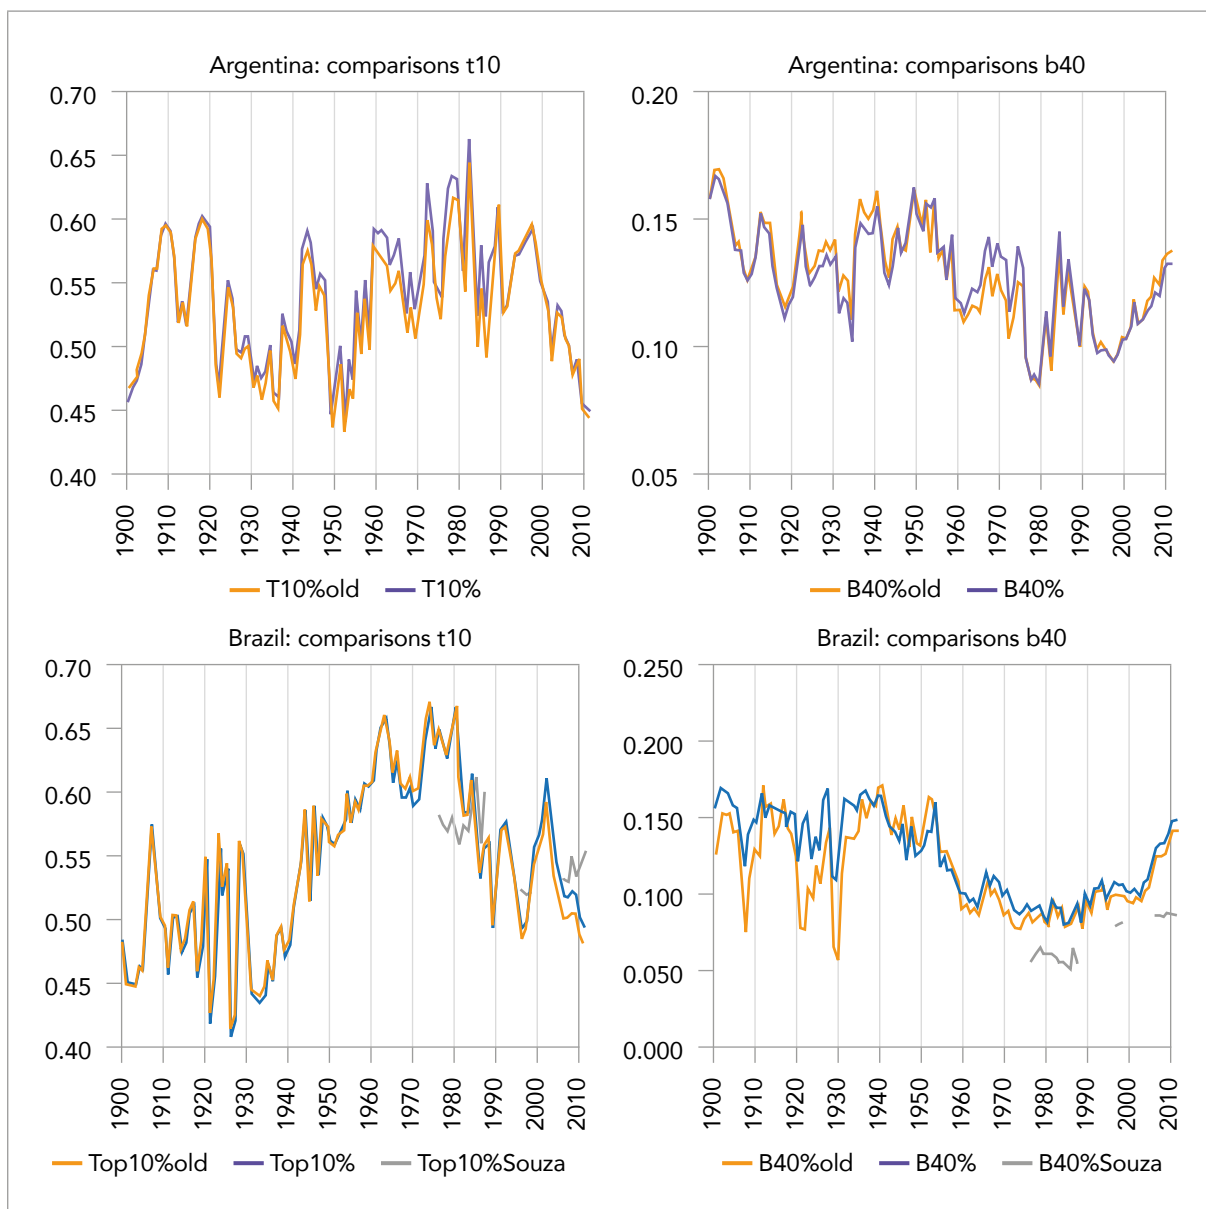 Argentina: comparisons t10
0.70
0.65
0.60
0.55
0.50
0.45
0.40
1900 1910 1920 1930 1940 1950 1960 1970 1980 1990 2000 2010
T10%old T10%
Argentina: comparisons b40
0.20
0.15
0.10
0.05
1900 1910 1920 1930 1940 1950 1960 1970 1980 1990 2000 2010
B40%old B40%
Brazil: comparisons t10
0.70
0.65
0.60
0.55
0.50
0.45
0.40
1900 1910 1920 1930 1940 1950 1960 1970 1980 1990 2000 2010
Top10%old Top10% Top10%Souza
Brazil: comparisons b40
0.250
0.200
0.150
0.100
0.050
0.000
1900 1910 1920 1930 1940 1950 1960 1970 1980 1990 2000 2010
B40%old B40% B40%Souza